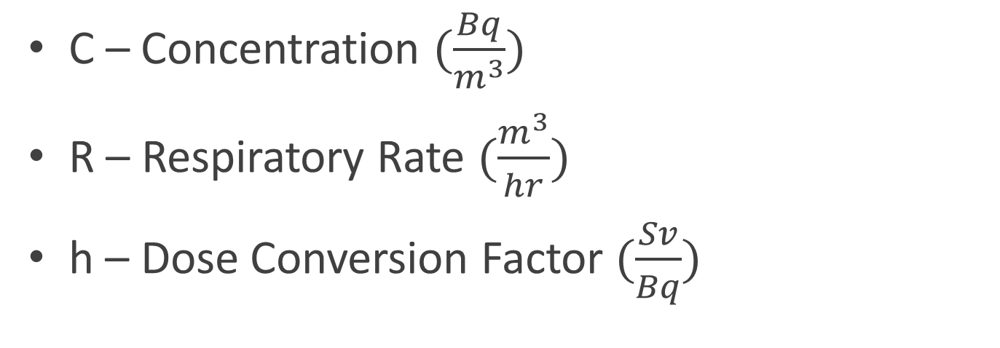 • C – Concentration (Bq/m³)
• R – Respiratory Rate (m³/hr)
• h – Dose Conversion Factor (Sv/Bq)